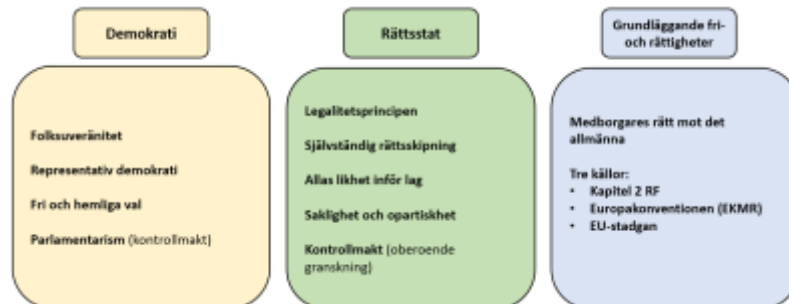 Demokrati
Folksuveränitet
Representativ demokrati
Fri och hemliga val
Parlamentarism (kontrollmakt)
Rättsstat
Legalitetsprincipen
Självständig rättsskipning
Allas likhet inför lag
Saklighet och opartiskhet
Kontrollmakt (oberoende
granskning)
Grundläggande fri-
och rättigheter
Medborgares rätt mot det
allmänna
Tre källor:
• Kapitel 2 RF
• Europakonventionen (EKMR)
• EU-stadgan